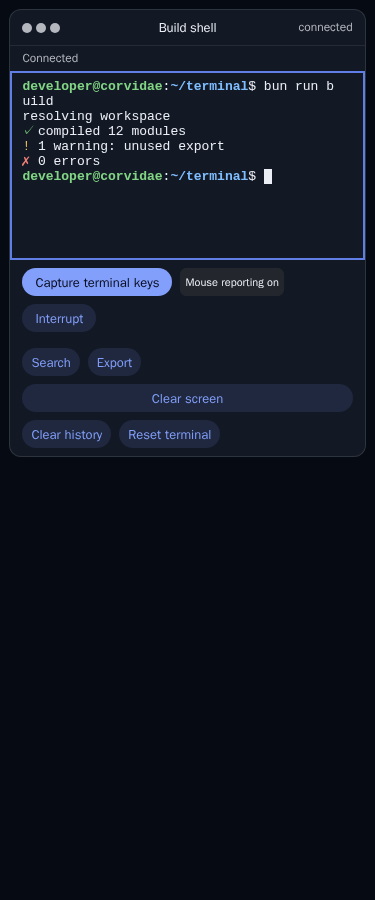 Build shell
connected
Connected
developer@corvidae:~/terminal$ bun run b
uild
resolving workspace
✓ compiled 12 modules
! 1 warning: unused export
✗ 0 errors
developer@corvidae:~/terminal$
Capture terminal keys
Mouse reporting on
Interrupt
Search
Export
Clear screen
Clear history
Reset terminal